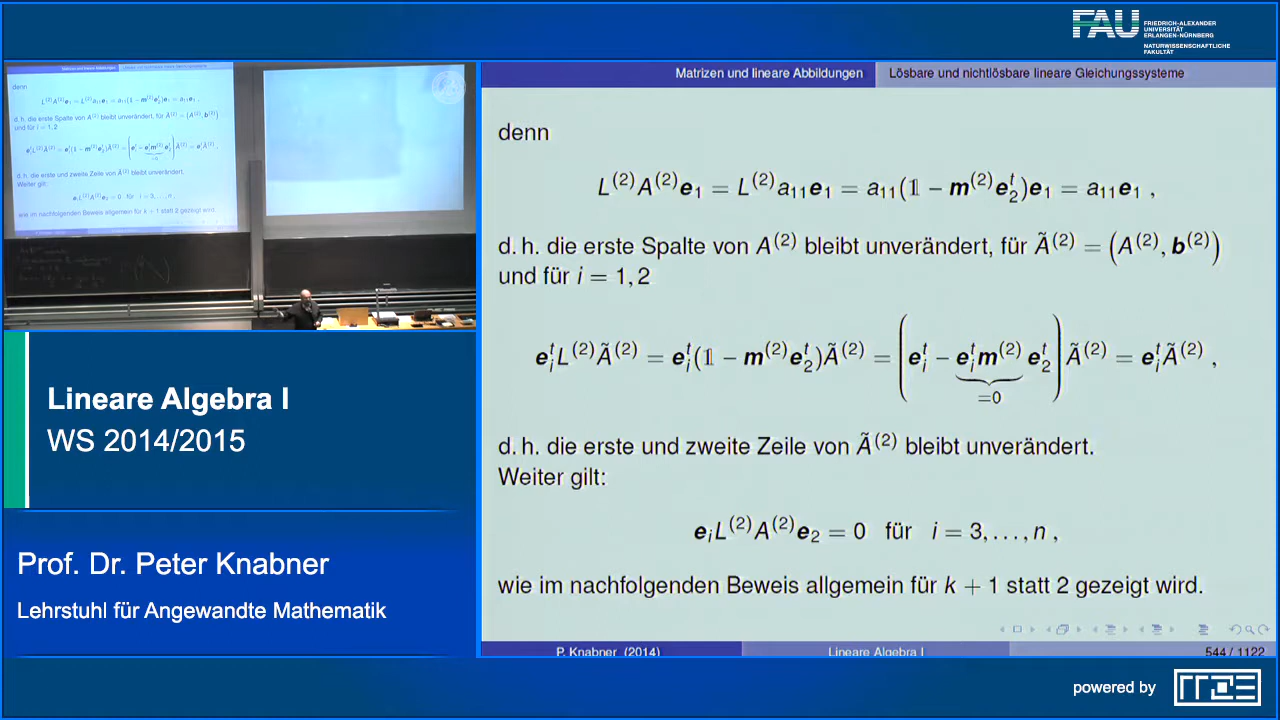 FAU
FRIEDRICH-ALEXANDER
UNIVERSITÄT
ERLANGEN-NÜRNBERG
NATURWISSENSCHAFTLICHE
FAKULTÄT
Matrizen und lineare Abbildungen Lösbare und nichtlösbare lineare Gleichungssysteme
denn
L^{(2)}A^{(2)}e_1 = L^{(2)}a_{11}e_1 = a_{11}(𝟙 − m^{(2)}e_2^t)e_1 = a_{11}e_1 ,
d. h. die erste Spalte von A^{(2)} bleibt unverändert, für Ã^{(2)} = (A^{(2)}, b^{(2)})
und für i = 1, 2
e_i^t L^{(2)}Ã^{(2)} = e_i^t(𝟙 − m^{(2)}e_2^t)Ã^{(2)} = (e_i^t − e_i^t m^{(2)} e_2^t) Ã^{(2)} = e_i^t Ã^{(2)} ,
=0
d. h. die erste und zweite Zeile von Ã^{(2)} bleibt unverändert.
Weiter gilt:
e_i L^{(2)}A^{(2)}e_2 = 0 für i = 3, . . . , n ,
wie im nachfolgenden Beweis allgemein für k + 1 statt 2 gezeigt wird.
P. Knabner (2014) Lineare Algebra I 544 / 1122
Lineare Algebra I
WS 2014/2015
Prof. Dr. Peter Knabner
Lehrstuhl für Angewandte Mathematik
powered by